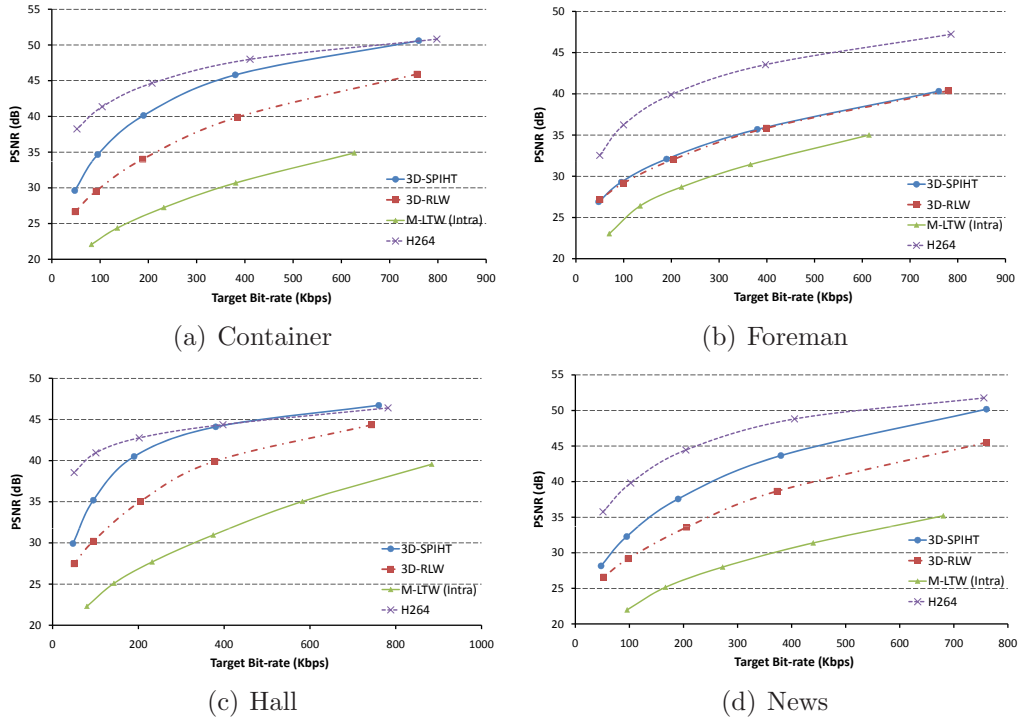 55
50
45
40
35
30
25
20
PSNR (dB)
0 100 200 300 400 500 600 700 800 900
Target Bit-rate (Kbps)
3D-SPIHT
3D-RLW
M-LTW (Intra)
H264
(a) Container
50
45
40
35
30
25
20
PSNR (dB)
0 100 200 300 400 500 600 700 800 900
Target Bit-rate (Kbps)
3D-SPIHT
3D-RLW
M-LTW (Intra)
H264
(b) Foreman
50
45
40
35
30
25
20
PSNR (dB)
0 200 400 600 800 1000
Target Bit-rate (Kbps)
3D-SPIHT
3D-RLW
M-LTW (Intra)
H264
(c) Hall
55
50
45
40
35
30
25
20
PSNR (dB)
0 100 200 300 400 500 600 700 800
Target Bit-rate (Kbps)
3D-SPIHT
3D-RLW
M-LTW (Intra)
H264
(d) News